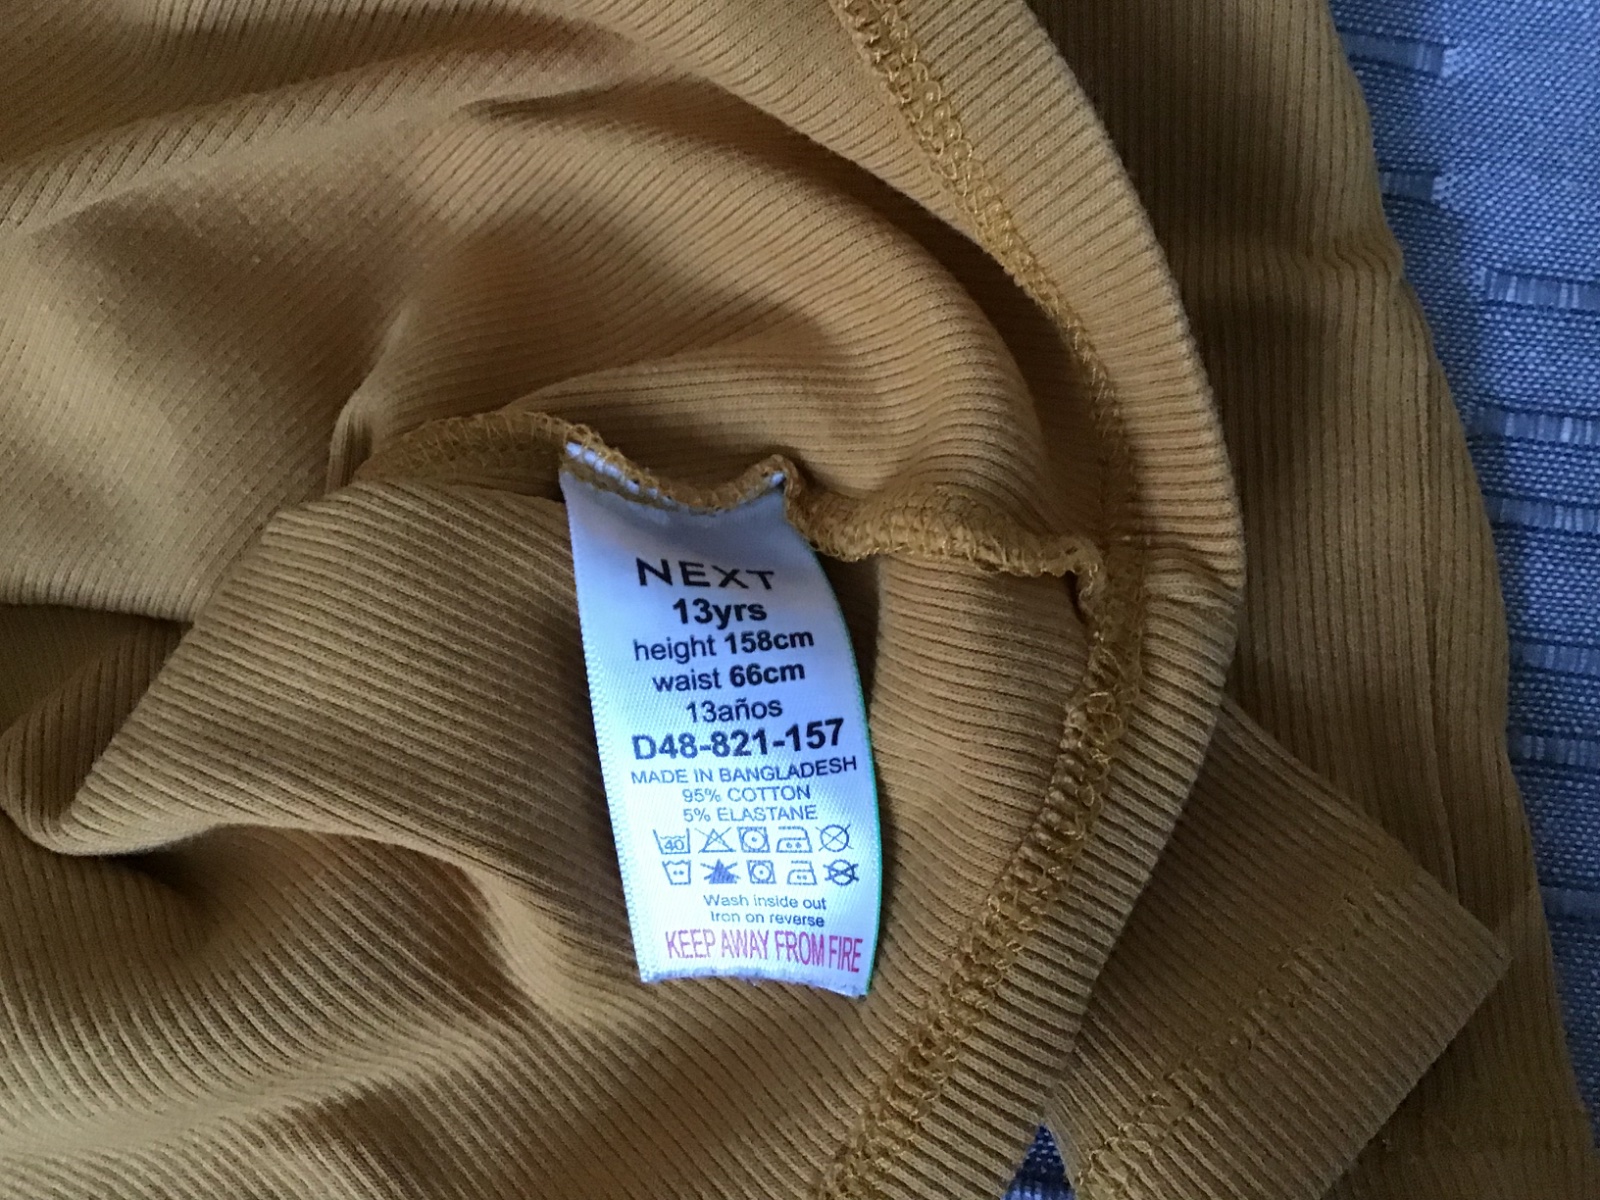 NEXT
13yrs
height 158cm
waist 66cm
13años
D48-821-157
MADE IN BANGLADESH
95% COTTON
5% ELASTANE
40
Wash inside out
Iron on reverse
KEEP AWAY FROM FIRE